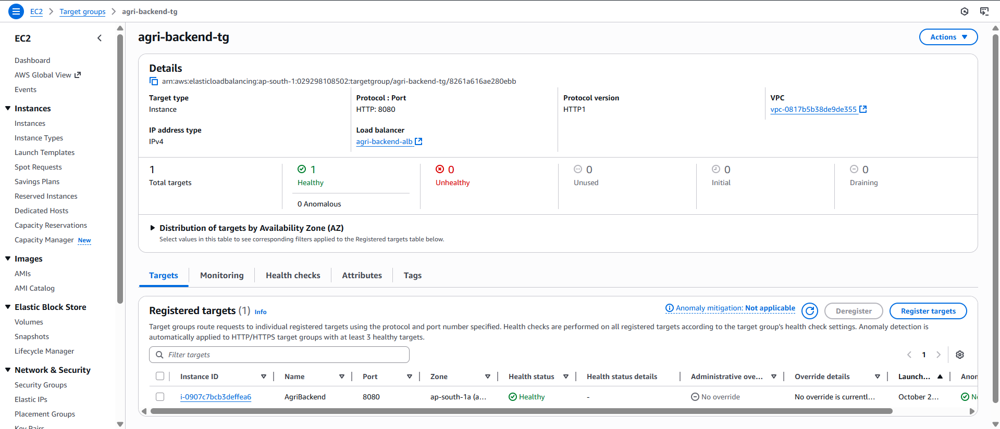 EC2 > Target groups > agri-backend-tg
EC2
Dashboard
AWS Global View
Events
Instances
Instances
Instance Types
Launch Templates
Spot Requests
Savings Plans
Reserved Instances
Dedicated Hosts
Capacity Reservations
Capacity Manager New
Images
AMIs
AMI Catalog
Elastic Block Store
Volumes
Snapshots
Lifecycle Manager
Network & Security
Security Groups
Elastic IPs
Placement Groups
Key Pairs
agri-backend-tg
Actions
Details
arn:aws:elasticloadbalancing:ap-south-1:029298108502:targetgroup/agri-backend-tg/8261a616ae280ebb
Target type
Instance
Protocol : Port
HTTP: 8080
Protocol version
HTTP1
VPC
vpc-0817b5b38de9de355
IP address type
IPv4
Load balancer
agri-backend-alb
1
Total targets
1
Healthy
0 Anomalous
0
Unhealthy
0
Unused
0
Initial
0
Draining
Distribution of targets by Availability Zone (AZ)
Select values in this table to see corresponding filters applied to the Registered targets table below.
Targets Monitoring Health checks Attributes Tags
Registered targets (1) Info
Anomaly mitigation: Not applicable
Deregister
Register targets
Target groups route requests to individual registered targets using the protocol and port number specified. Health checks are performed on all registered targets according to the target group's health check settings. Anomaly detection is
automatically applied to HTTP/HTTPS target groups with at least 3 healthy targets.
Filter targets
1
Instance ID Name Port Zone Health status Health status details Administrative ove... Override details Launch... Anon
i-0907c7bcb3deffea6 AgriBackend 8080 ap-south-1a (a... Healthy - No override No override is currentl... October 2...